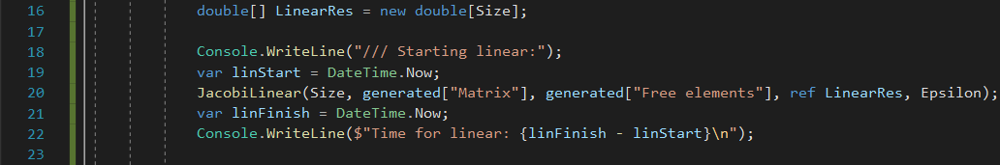 16 double[] LinearRes = new double[Size];
17
18 Console.WriteLine("/// Starting linear:");
19 var linStart = DateTime.Now;
20 JacobiLinear(Size, generated["Matrix"], generated["Free elements"], ref LinearRes, Epsilon);
21 var linFinish = DateTime.Now;
22 Console.WriteLine($"Time for linear: {linFinish - linStart}\n");
23